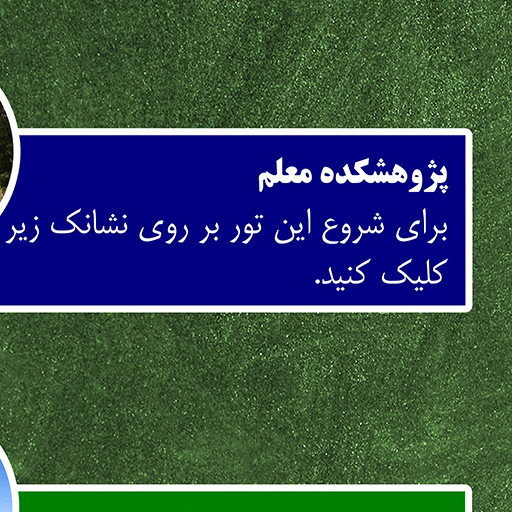 پژوهشکده معلم
برای شروع این تور بر روی نشانک زیر
کلیک کنید.